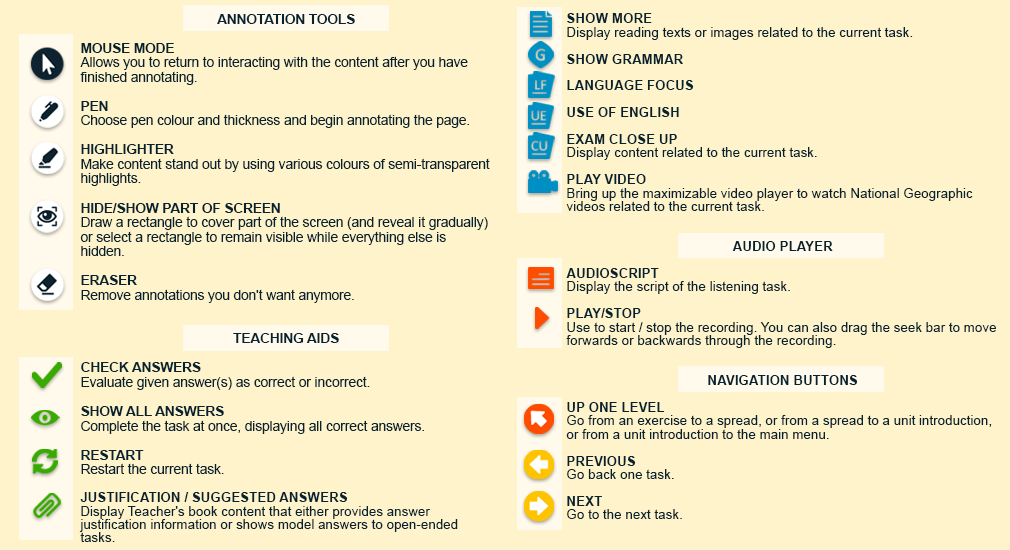 ANNOTATION TOOLS
MOUSE MODE
Allows you to return to interacting with the content after you have
finished annotating.
PEN
Choose pen colour and thickness and begin annotating the page.
HIGHLIGHTER
Make content stand out by using various colours of semi-transparent
highlights.
HIDE/SHOW PART OF SCREEN
Draw a rectangle to cover part of the screen (and reveal it gradually)
or select a rectangle to remain visible while everything else is
hidden.
ERASER
Remove annotations you don't want anymore.
TEACHING AIDS
CHECK ANSWERS
Evaluate given answer(s) as correct or incorrect.
SHOW ALL ANSWERS
Complete the task at once, displaying all correct answers.
RESTART
Restart the current task.
JUSTIFICATION / SUGGESTED ANSWERS
Display Teacher's book content that either provides answer
justification information or shows model answers to open-ended
tasks.
SHOW MORE
Display reading texts or images related to the current task.
G
SHOW GRAMMAR
LF
LANGUAGE FOCUS
UE
USE OF ENGLISH
CU
EXAM CLOSE UP
Display content related to the current task.
PLAY VIDEO
Bring up the maximizable video player to watch National Geographic
videos related to the current task.
AUDIO PLAYER
AUDIOSCRIPT
Display the script of the listening task.
PLAY/STOP
Use to start / stop the recording. You can also drag the seek bar to move
forwards or backwards through the recording.
NAVIGATION BUTTONS
UP ONE LEVEL
Go from an exercise to a spread, or from a spread to a unit introduction,
or from a unit introduction to the main menu.
PREVIOUS
Go back one task.
NEXT
Go to the next task.